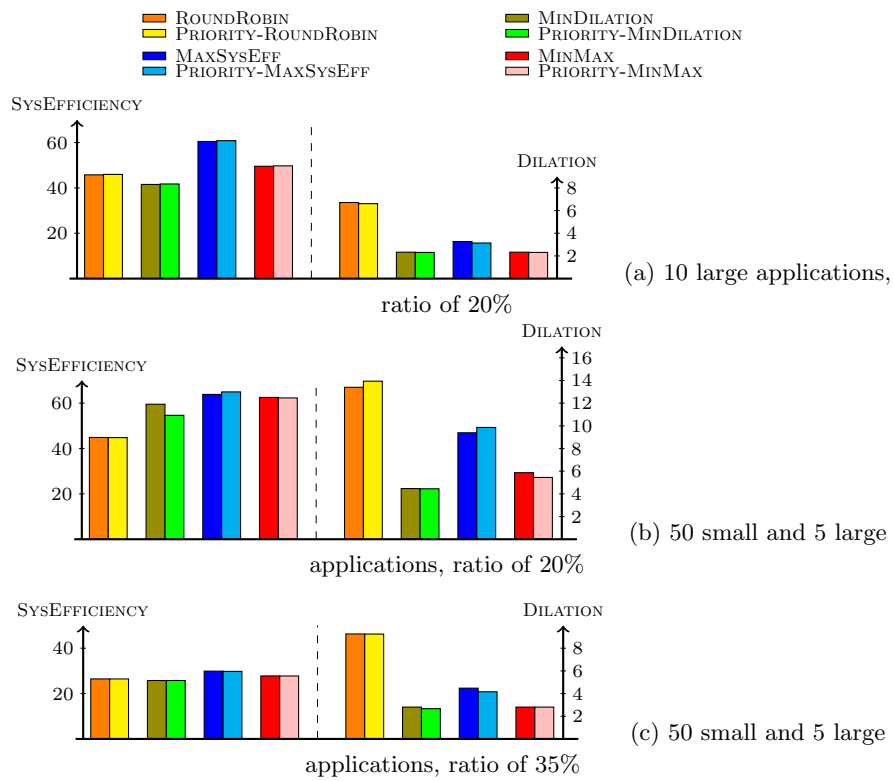 ROUNDROBIN
PRIORITY-ROUNDROBIN
MAXSYSEFF
PRIORITY-MAXSYSEFF
MINDILATION
PRIORITY-MINDILATION
MINMAX
PRIORITY-MINMAX
SYSEFFICIENCY
60
40
20
DILATION
8
6
4
2
(a) 10 large applications,
ratio of 20%
SYSEFFICIENCY
60
40
20
DILATION
16
14
12
10
8
6
4
2
(b) 50 small and 5 large
applications, ratio of 20%
SYSEFFICIENCY
40
20
DILATION
8
6
4
2
(c) 50 small and 5 large
applications, ratio of 35%